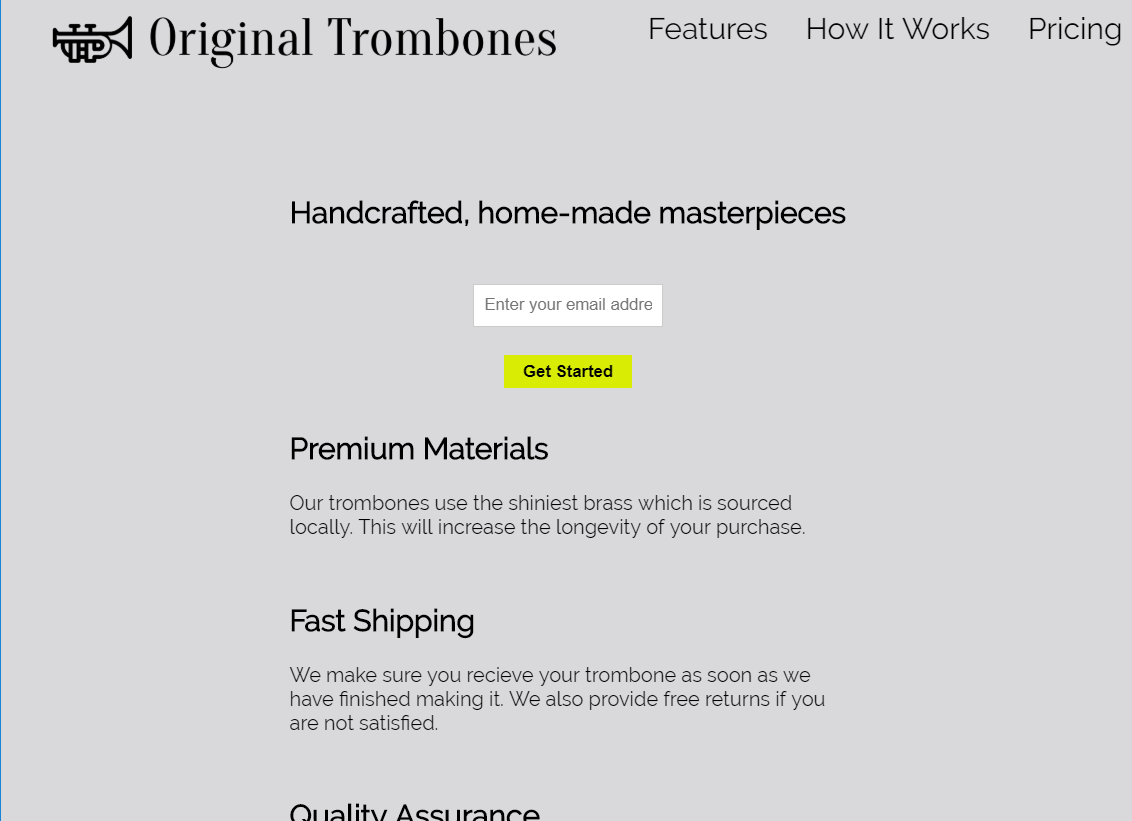 Original Trombones
Features
How It Works
Pricing
Handcrafted, home-made masterpieces
Enter your email addre
Get Started
Premium Materials
Our trombones use the shiniest brass which is sourced
locally. This will increase the longevity of your purchase.
Fast Shipping
We make sure you recieve your trombone as soon as we
have finished making it. We also provide free returns if you
are not satisfied.
Quality Assurance